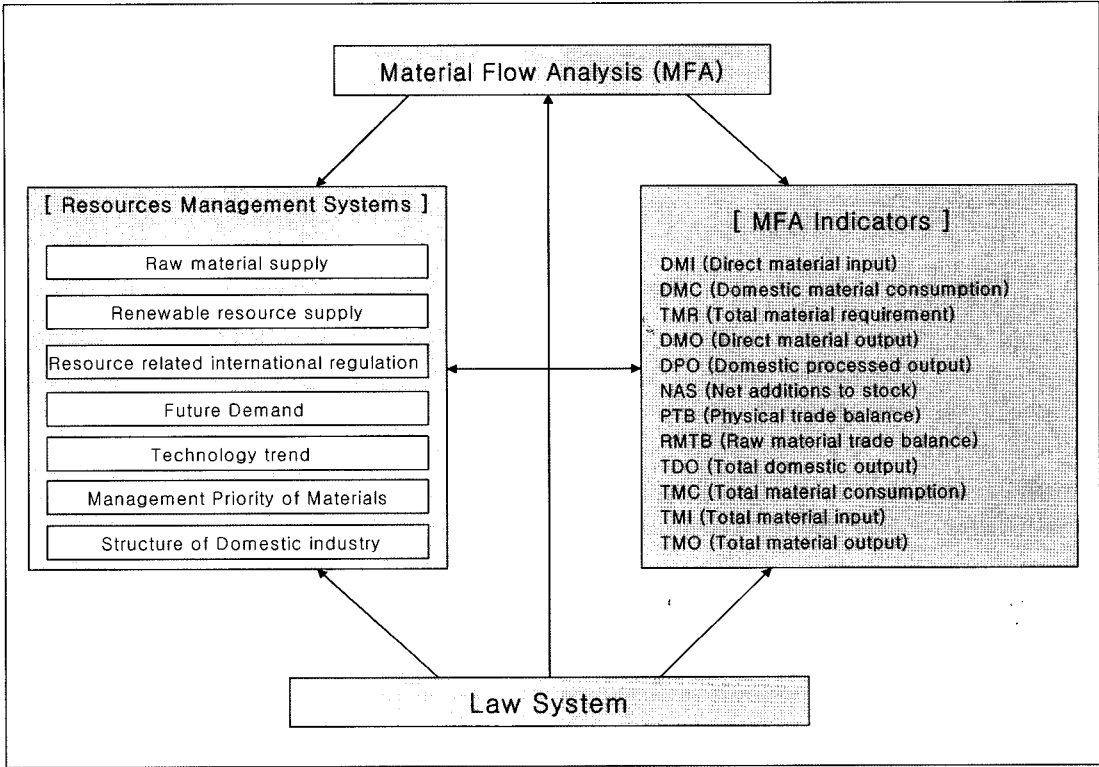 Material Flow Analysis (MFA)
[ Resources Management Systems ]
Raw material supply
Renewable resource supply
Resource related international regulation
Future Demand
Technology trend
Management Priority of Materials
Structure of Domestic industry
[ MFA Indicators ]
DMI (Direct material input)
DMC (Domestic material consumption)
TMR (Total material requirement)
DMO (Direct material output)
DPO (Domestic processed output)
NAS (Net additions to stock)
PTB (Physical trade balance)
RMTB (Raw material trade balance)
TDO (Total domestic output)
TMC (Total material consumption)
TMI (Total material input)
TMO (Total material output)
Law System